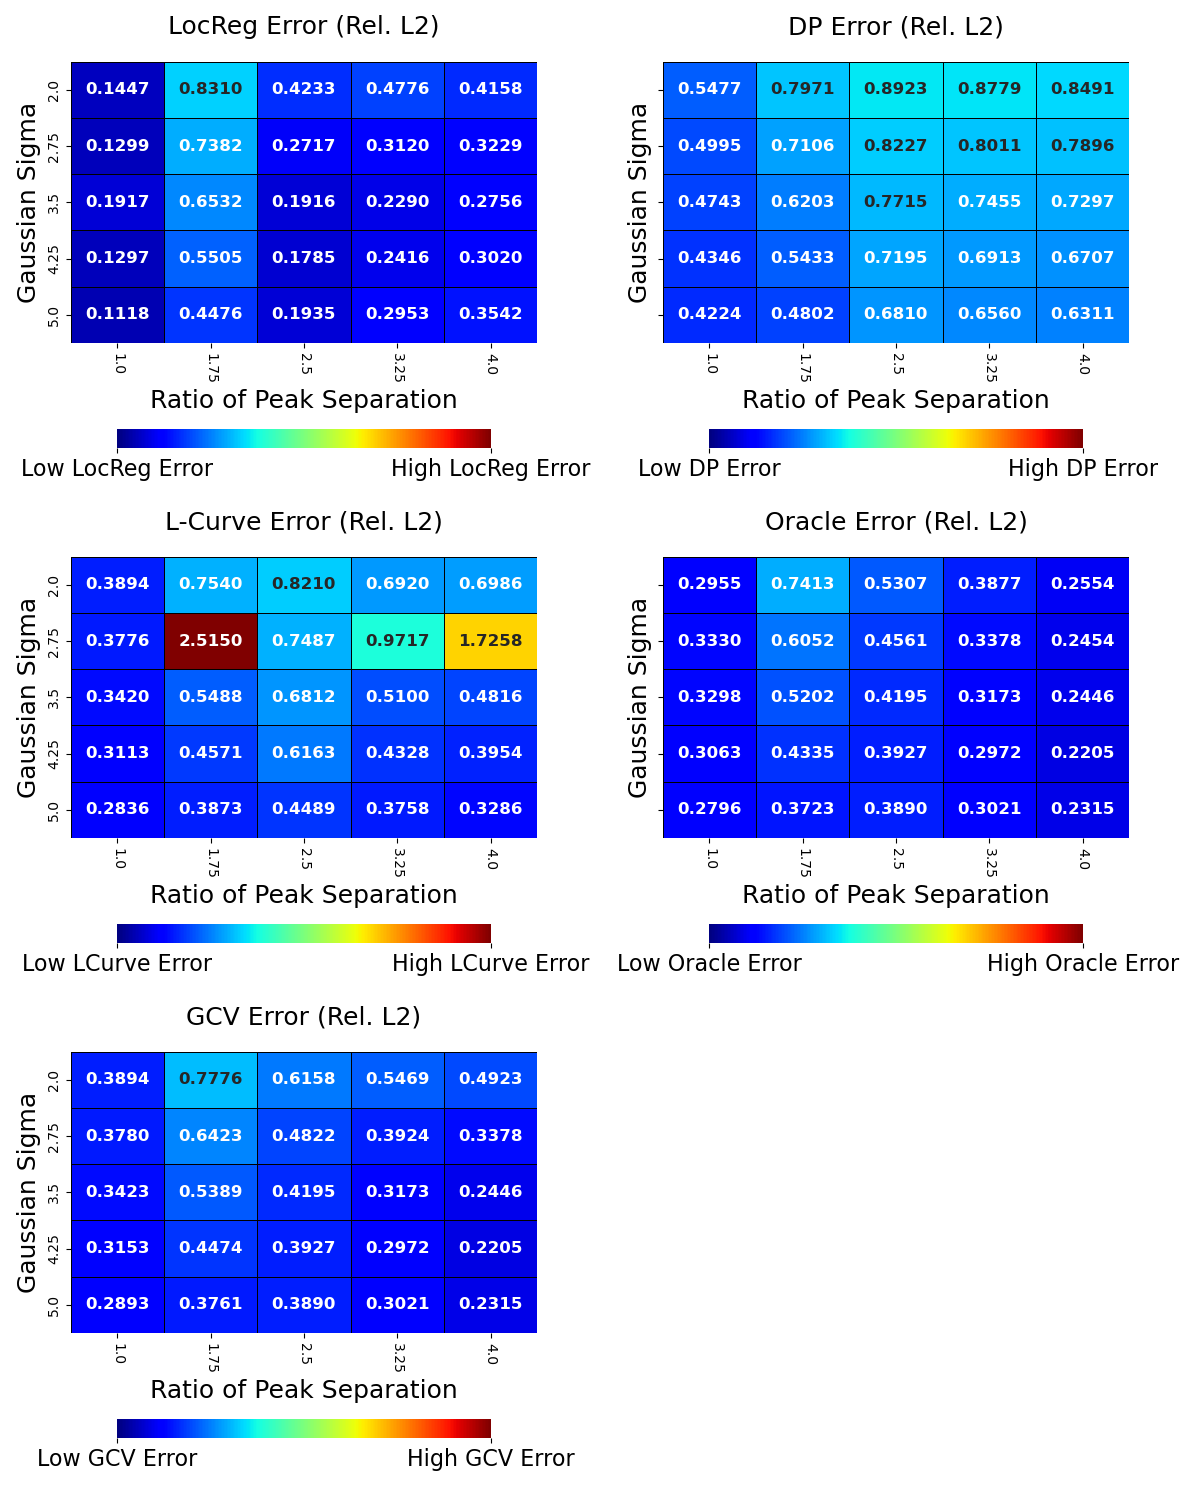 LocReg Error (Rel. L2)
Gaussian Sigma
2.0 0.1447 0.8310 0.4233 0.4776 0.4158
2.75 0.1299 0.7382 0.2717 0.3120 0.3229
3.5 0.1917 0.6532 0.1916 0.2290 0.2756
4.25 0.1297 0.5505 0.1785 0.2416 0.3020
5.0 0.1118 0.4476 0.1935 0.2953 0.3542
1.0 1.75 2.5 3.25 4.0
Ratio of Peak Separation
Low LocReg Error High LocReg Error
DP Error (Rel. L2)
Gaussian Sigma
0.5477 0.7971 0.8923 0.8779 0.8491
0.4995 0.7106 0.8227 0.8011 0.7896
0.4743 0.6203 0.7715 0.7455 0.7297
0.4346 0.5433 0.7195 0.6913 0.6707
0.4224 0.4802 0.6810 0.6560 0.6311
1.0 1.75 2.5 3.25 4.0
Ratio of Peak Separation
Low DP Error High DP Error
L-Curve Error (Rel. L2)
Gaussian Sigma
2.0 0.3894 0.7540 0.8210 0.6920 0.6986
2.75 0.3776 2.5150 0.7487 0.9717 1.7258
3.5 0.3420 0.5488 0.6812 0.5100 0.4816
4.25 0.3113 0.4571 0.6163 0.4328 0.3954
5.0 0.2836 0.3873 0.4489 0.3758 0.3286
1.0 1.75 2.5 3.25 4.0
Ratio of Peak Separation
Low LCurve Error High LCurve Error
Oracle Error (Rel. L2)
Gaussian Sigma
0.2955 0.7413 0.5307 0.3877 0.2554
0.3330 0.6052 0.4561 0.3378 0.2454
0.3298 0.5202 0.4195 0.3173 0.2446
0.3063 0.4335 0.3927 0.2972 0.2205
0.2796 0.3723 0.3890 0.3021 0.2315
1.0 1.75 2.5 3.25 4.0
Ratio of Peak Separation
Low Oracle Error High Oracle Error
GCV Error (Rel. L2)
Gaussian Sigma
2.0 0.3894 0.7776 0.6158 0.5469 0.4923
2.75 0.3780 0.6423 0.4822 0.3924 0.3378
3.5 0.3423 0.5389 0.4195 0.3173 0.2446
4.25 0.3153 0.4474 0.3927 0.2972 0.2205
5.0 0.2893 0.3761 0.3890 0.3021 0.2315
1.0 1.75 2.5 3.25 4.0
Ratio of Peak Separation
Low GCV Error High GCV Error